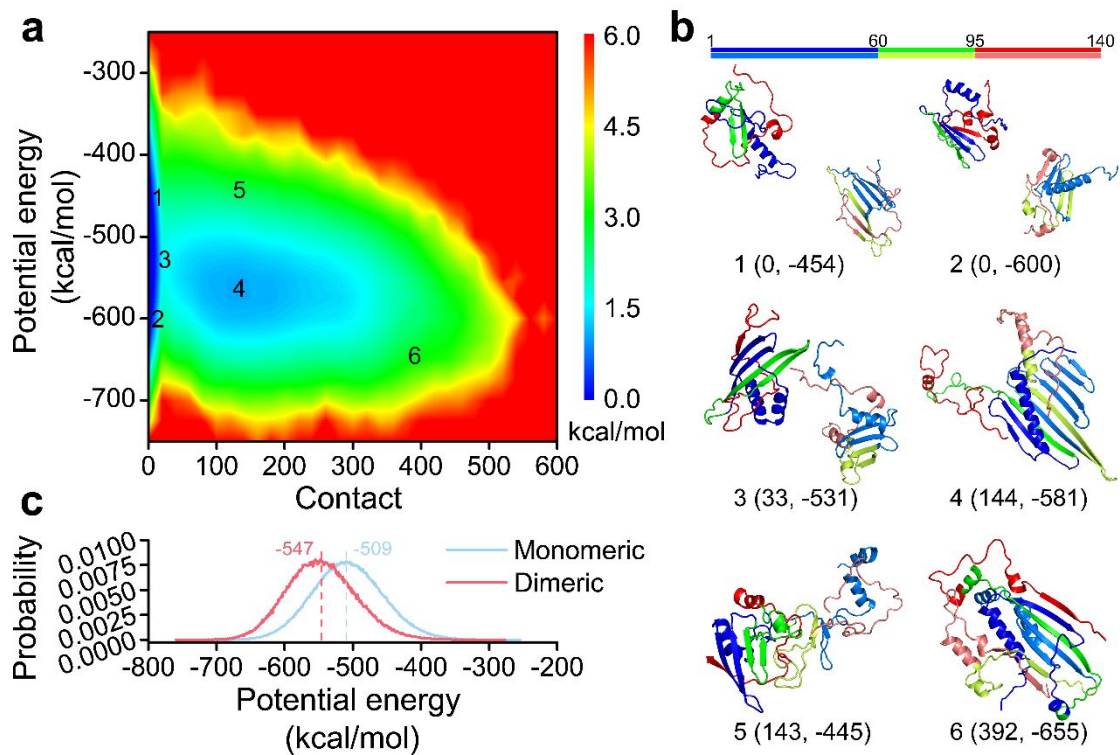 a
Potential energy
(kcal/mol)
-300
-400
-500
-600
-700
1
5
3
4
2
6
0 100 200 300 400 500 600
Contact
6.0
4.5
3.0
1.5
0.0
kcal/mol
b
1 60 95 140
1 (0, -454)
2 (0, -600)
3 (33, -531)
4 (144, -581)
5 (143, -445)
6 (392, -655)
c
Probability
0.0100
0.0075
0.0050
0.0025
0.0000
-547
-509
Monomeric
Dimeric
-800 -700 -600 -500 -400 -300 -200
Potential energy
(kcal/mol)